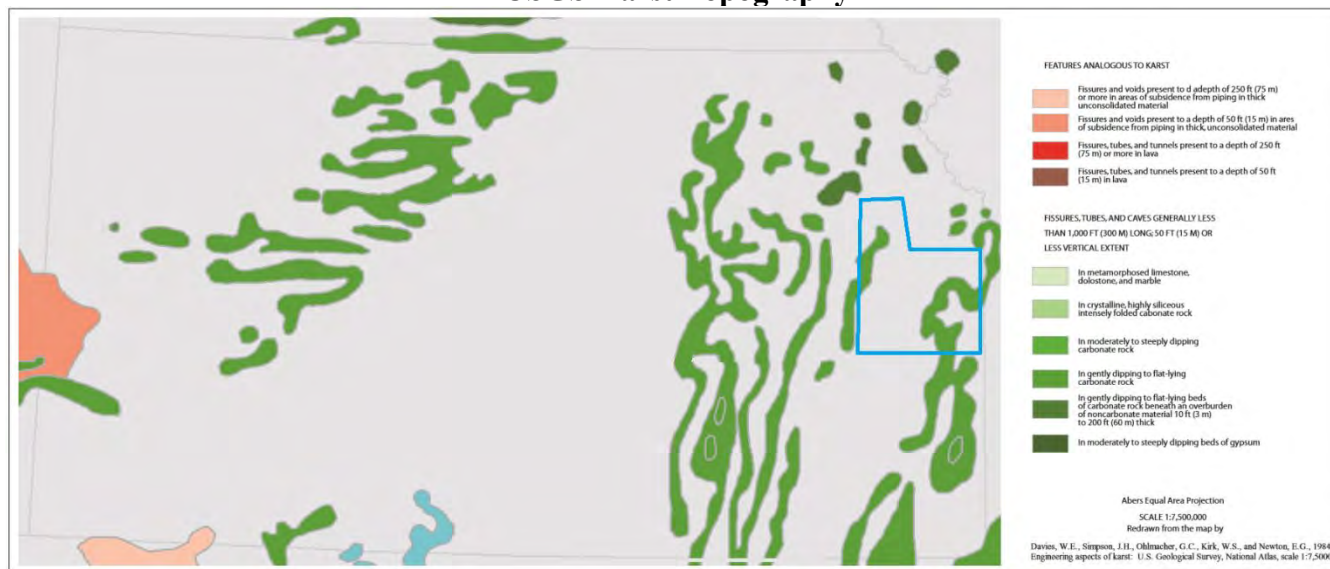 USGS Karst Topography
FEATURES ANALOGOUS TO KARST
Fissures and voids present to d adepth of 250 ft (75 m)
or more in areas of subsidence from piping in thick
unconsolidated material
Fissures and voids present to a depth of 50 ft (15 m) in ares
of subsidence from piping in thick, unconsolidated material
Fissures, tubes, and tunnels present to a depth of 250 ft
(75 m) or more in lava
Fissures, tubes, and tunnels present to a depth of 50 ft
(15 m) in lava
FISSURES, TUBES, AND CAVES GENERALLY LESS
THAN 1,000 FT (300 M) LONG; 50 FT (15 M) OR
LESS VERTICAL EXTENT
In metamorphosed limestone,
dolostone, and marble
In crystalline, highly siliceous
intensely folded cabonate rock
In moderately to steeply dipping
carbonate rock
In gently dipping to flat-lying
carbonate rock
In gently dipping to flat-lying beds
of carbonate rock beneath an overburden
of noncarbonate material 10 ft (3 m)
to 200 ft (60 m) thick
In moderately to steeply dipping beds of gypsum
Abers Equal Area Projection
SCALE 1:7,500,000
Redrawn from the map by
Davies, W.E., Simpson, J.H., Ohlmacher, G.C., Kirk, W.S., and Newton, E.G., 1984
Engineering aspects of karst: U.S. Geological Survey, National Atlas, scale 1:7,5000